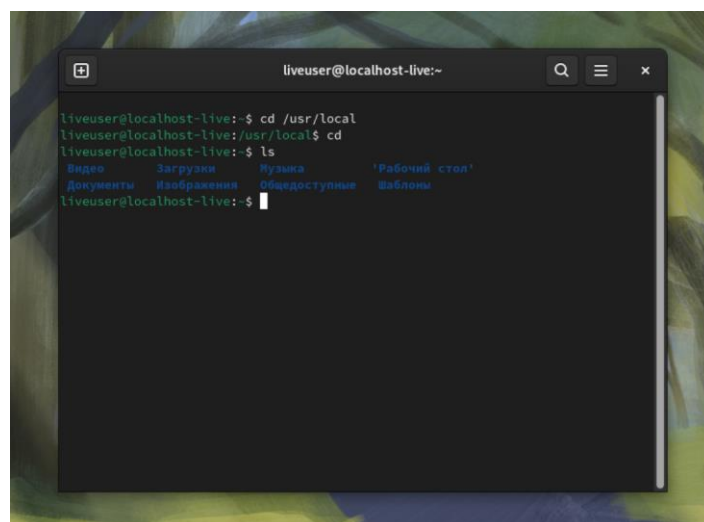 liveuser@localhost-live:~
liveuser@localhost-live:~$ cd /usr/local
liveuser@localhost-live:/usr/local$ cd
liveuser@localhost-live:~$ ls
Видео Загрузки Музыка 'Рабочий стол'
Документы Изображения Общедоступные Шаблоны
liveuser@localhost-live:~$